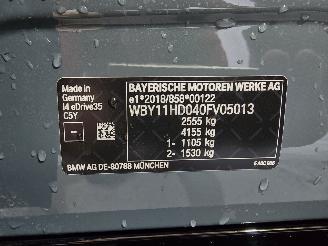 Made in
Germany
I4 eDrive35
C5Y
BAYERISCHE MOTOREN WERKE AG
e1*2018/858*00122
WBY11HD040FV05013
2555 kg
4155 kg
1- 1105 kg
2- 1530 kg
BMW AG DE-80788 MÜNCHEN